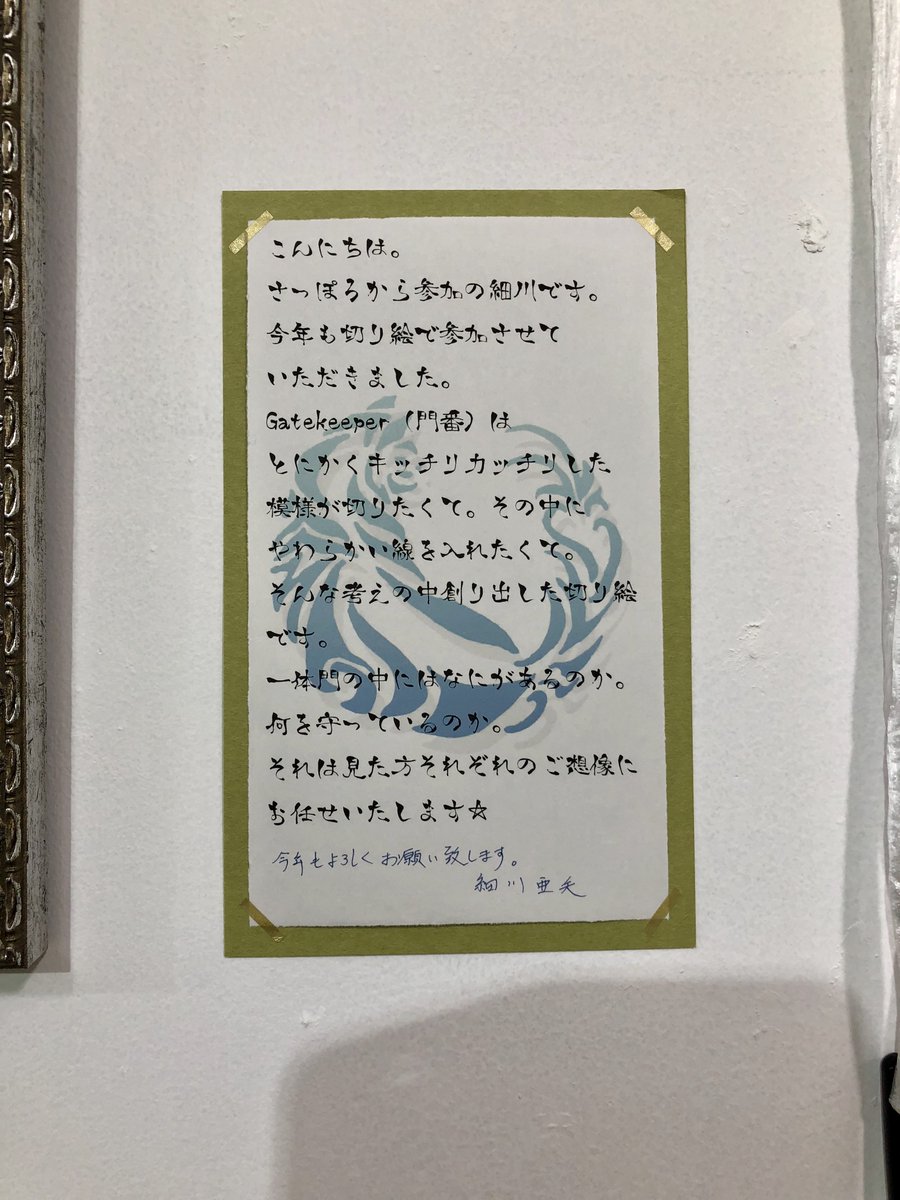 こんにちは。
さっぽろから参加の細川です。
今年も切り絵で参加させて
いただきました。
Gatekeeper（門番）は
とにかくキッチリカッチリした
模様が切りたくて。その中に
やわらかい線を入れたくて。
そんな考えの中創り出した切り絵
です。
一体門の中にはなにがあるのか。
何を守っているのか。
それは見た方それぞれのご想像に
お任せいたします☆
今年もよろしくお願い致します。
細川亜矢